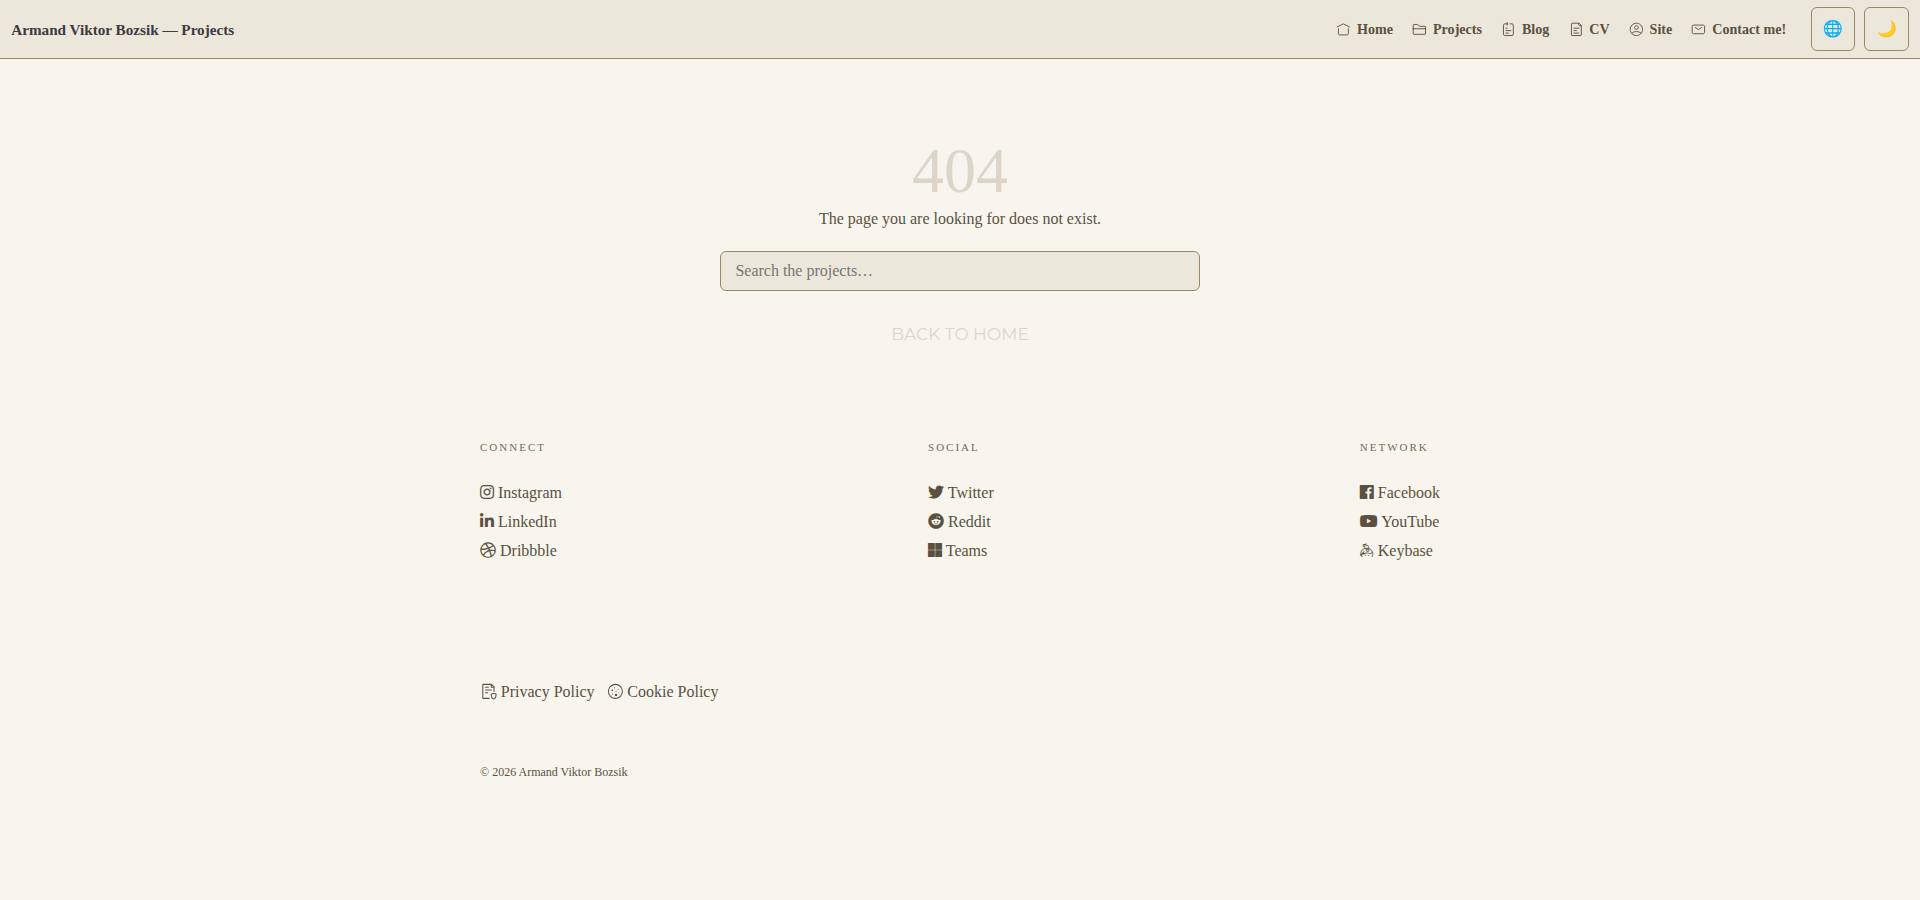 Armand Viktor Bozsik — Projects
Home Projects Blog CV Site Contact me!
404
The page you are looking for does not exist.
Search the projects…
BACK TO HOME
CONNECT
Instagram
LinkedIn
Dribbble
SOCIAL
Twitter
Reddit
Teams
NETWORK
Facebook
YouTube
Keybase
Privacy Policy Cookie Policy
© 2026 Armand Viktor Bozsik